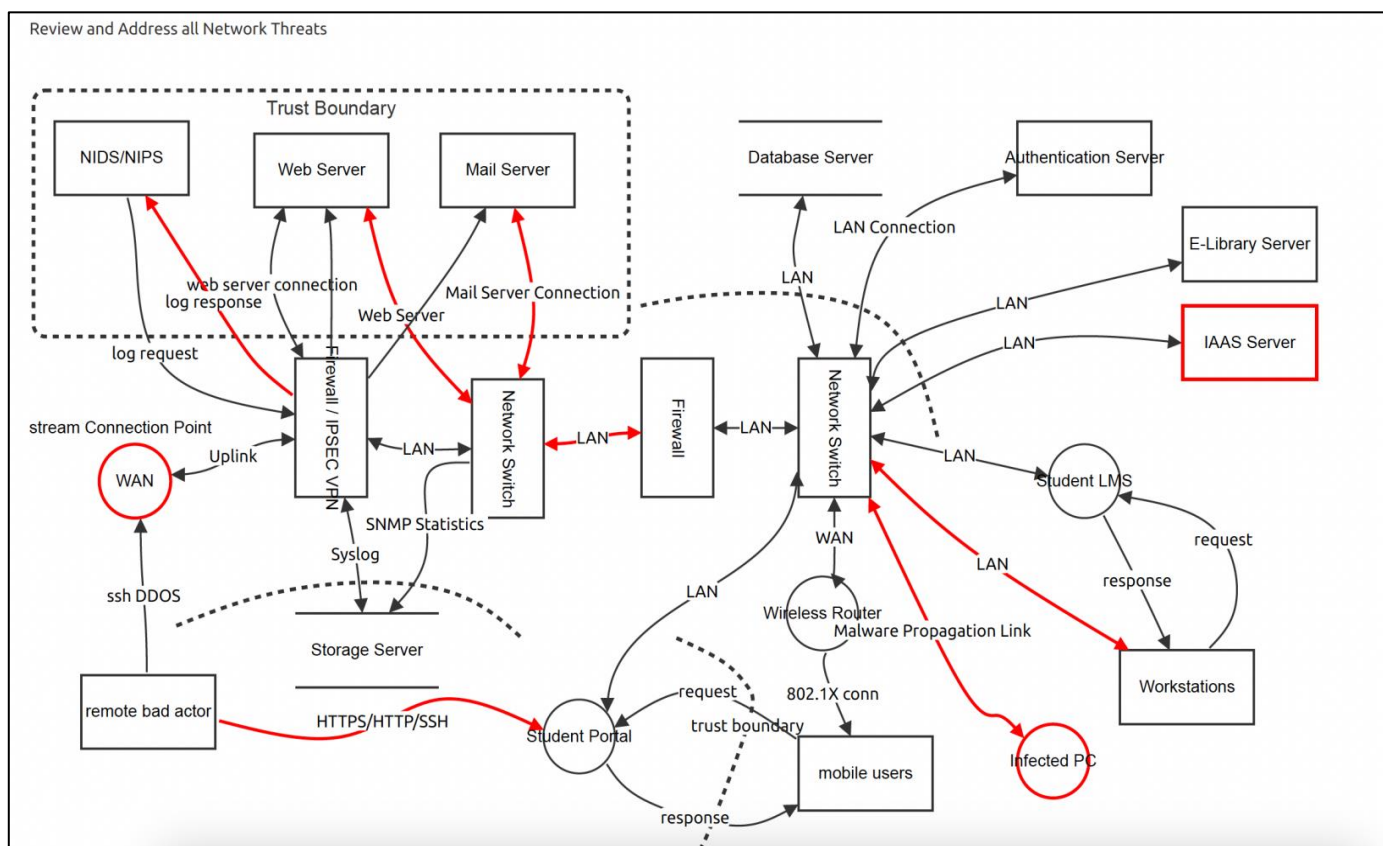 Review and Address all Network Threats
Trust Boundary
NIDS/NIPS
Web Server
Mail Server
Database Server
Authentication Server
E-Library Server
IAAS Server
LAN Connection
LAN
LAN
LAN
web server connection
log response
Web Server
Mail Server Connection
log request
Firewall / IPSEC VPN
Network Switch
Firewall
Network Switch
stream Connection Point
WAN
Uplink
LAN
LAN
LAN
LAN
Student LMS
SNMP Statistics
Syslog
WAN
LAN
request
response
ssh DDOS
LAN
Wireless Router
Malware Propagation Link
Storage Server
Workstations
remote bad actor
HTTPS/HTTP/SSH
request
802.1X conn
trust boundary
Student Portal
mobile users
Infected PC
response